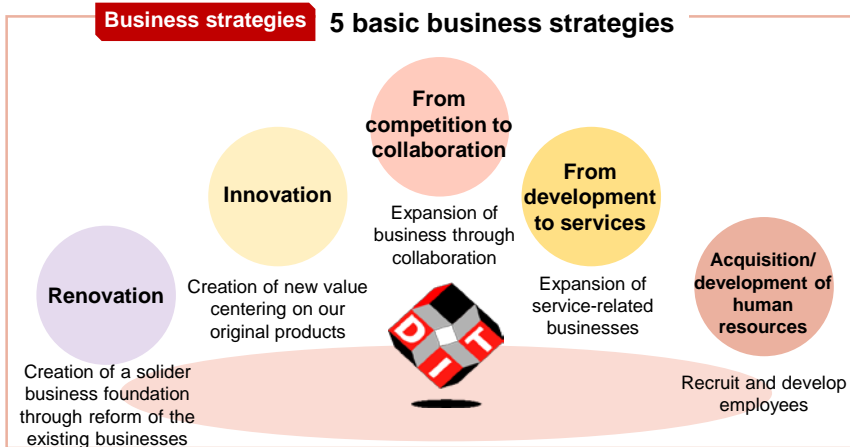 Business strategies
5 basic business strategies
Renovation
Creation of a solider
business foundation
through reform of the
existing businesses
Innovation
Creation of new value
centering on our
original products
From
competition to
collaboration
Expansion of
business through
collaboration
From
development
to services
Expansion of
service-related
businesses
Acquisition/
development of
human
resources
Recruit and develop
employees
D
I
T